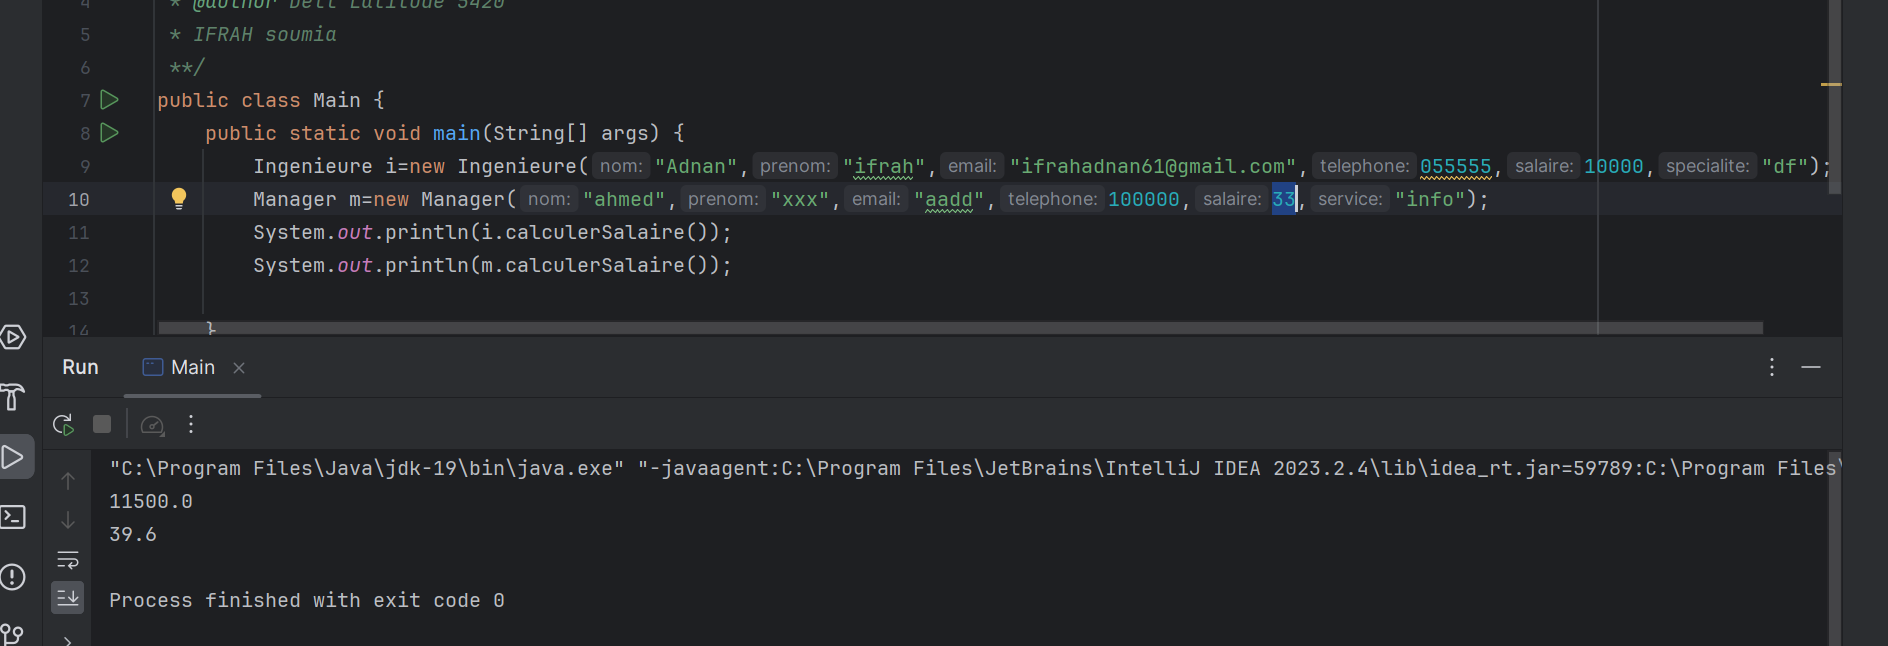 4 * @author Dell Latitude 5420
5 * IFRAH soumia
6 **/
7 public class Main {
8 public static void main(String[] args) {
9 Ingenieure i=new Ingenieure( nom: "Adnan", prenom: "ifrah", email: "ifrahadnan61@gmail.com", telephone: 055555, salaire: 10000, specialite: "df");
10 Manager m=new Manager( nom: "ahmed", prenom: "xxx", email: "aadd", telephone: 100000, salaire: 33, service: "info");
11 System.out.println(i.calculerSalaire());
12 System.out.println(m.calculerSalaire());
13
14 }
Run Main
"C:\Program Files\Java\jdk-19\bin\java.exe" "-javaagent:C:\Program Files\JetBrains\IntelliJ IDEA 2023.2.4\lib\idea_rt.jar=59789:C:\Program Files\
11500.0
39.6
Process finished with exit code 0